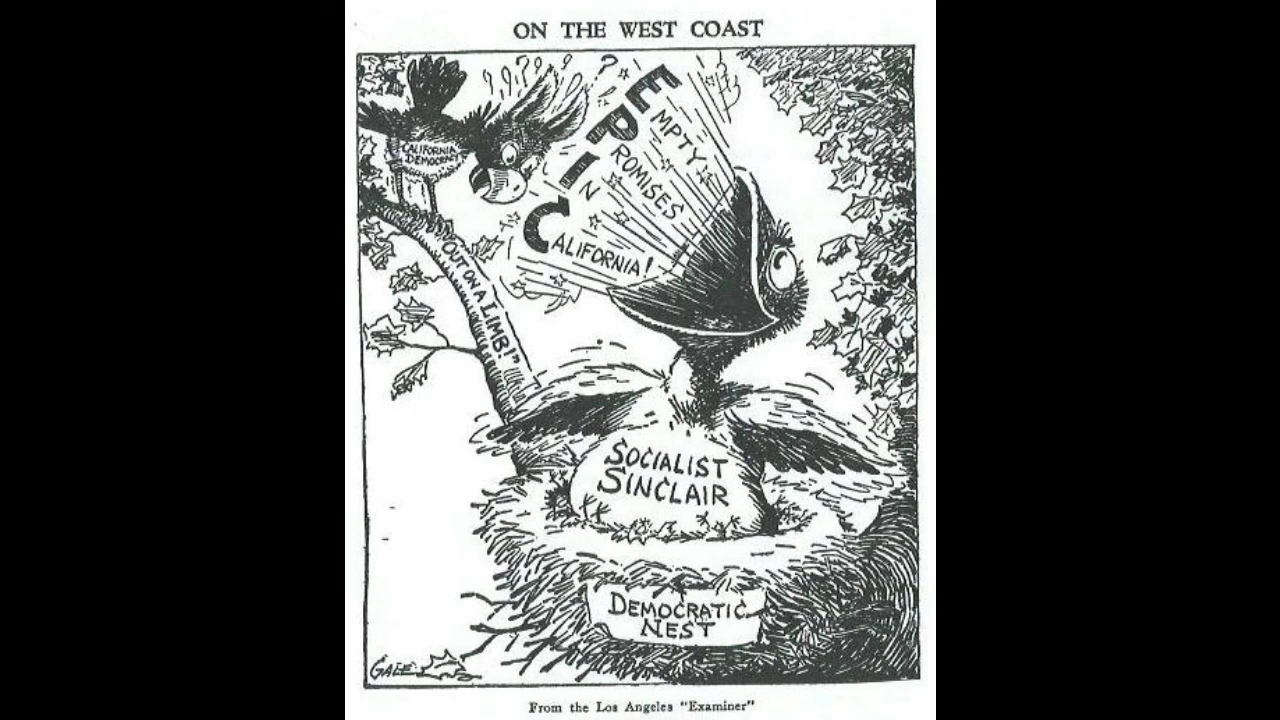 ON THE WEST COAST
? ? ? ? ? ? ?
EMPTY
PROMISES
IN
CALIFORNIA!
CALIFORNIA
DEMOCRACY
"OUT ON A LIMB!"
SOCIALIST
SINCLAIR
DEMOCRATIC
NEST
GALE
From the Los Angeles "Examiner"